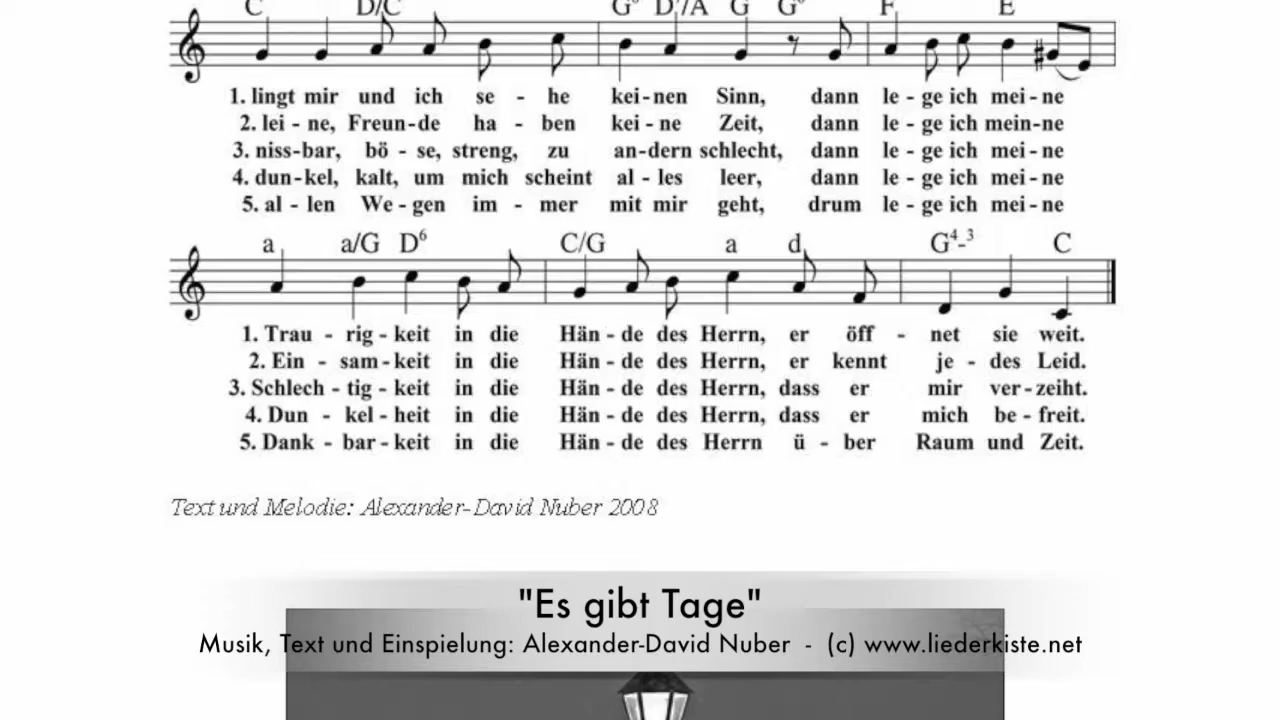 C D/C G⁶ D⁷/A G G⁶ F E
1. lingt mir und ich se - he kei - nen Sinn, dann le - ge ich mei - ne
2. lei - ne, Freun - de ha - ben kei - ne Zeit, dann le - ge ich mein - ne
3. niss - bar, bö - se, streng, zu an - dern schlecht, dann le - ge ich mei - ne
4. dun - kel, kalt, um mich scheint al - les leer, dann le - ge ich mei - ne
5. al - len We - gen im - mer mit mir geht, drum le - ge ich mei - ne
a a/G D⁶ C/G a d G⁴-³ C
1. Trau - rig - keit in die Hän - de des Herrn, er öff - net sie weit.
2. Ein - sam - keit in die Hän - de des Herrn, er kennt je - des Leid.
3. Schlech - tig - keit in die Hän - de des Herrn, dass er mir ver - zeiht.
4. Dun - kel - heit in die Hän - de des Herrn, dass er mich be - freit.
5. Dank - bar - keit in die Hän - de des Herrn ü - ber Raum und Zeit.
Text und Melodie: Alexander-David Nuber 2008
"Es gibt Tage"
Musik, Text und Einspielung: Alexander-David Nuber - (c) www.liederkiste.net